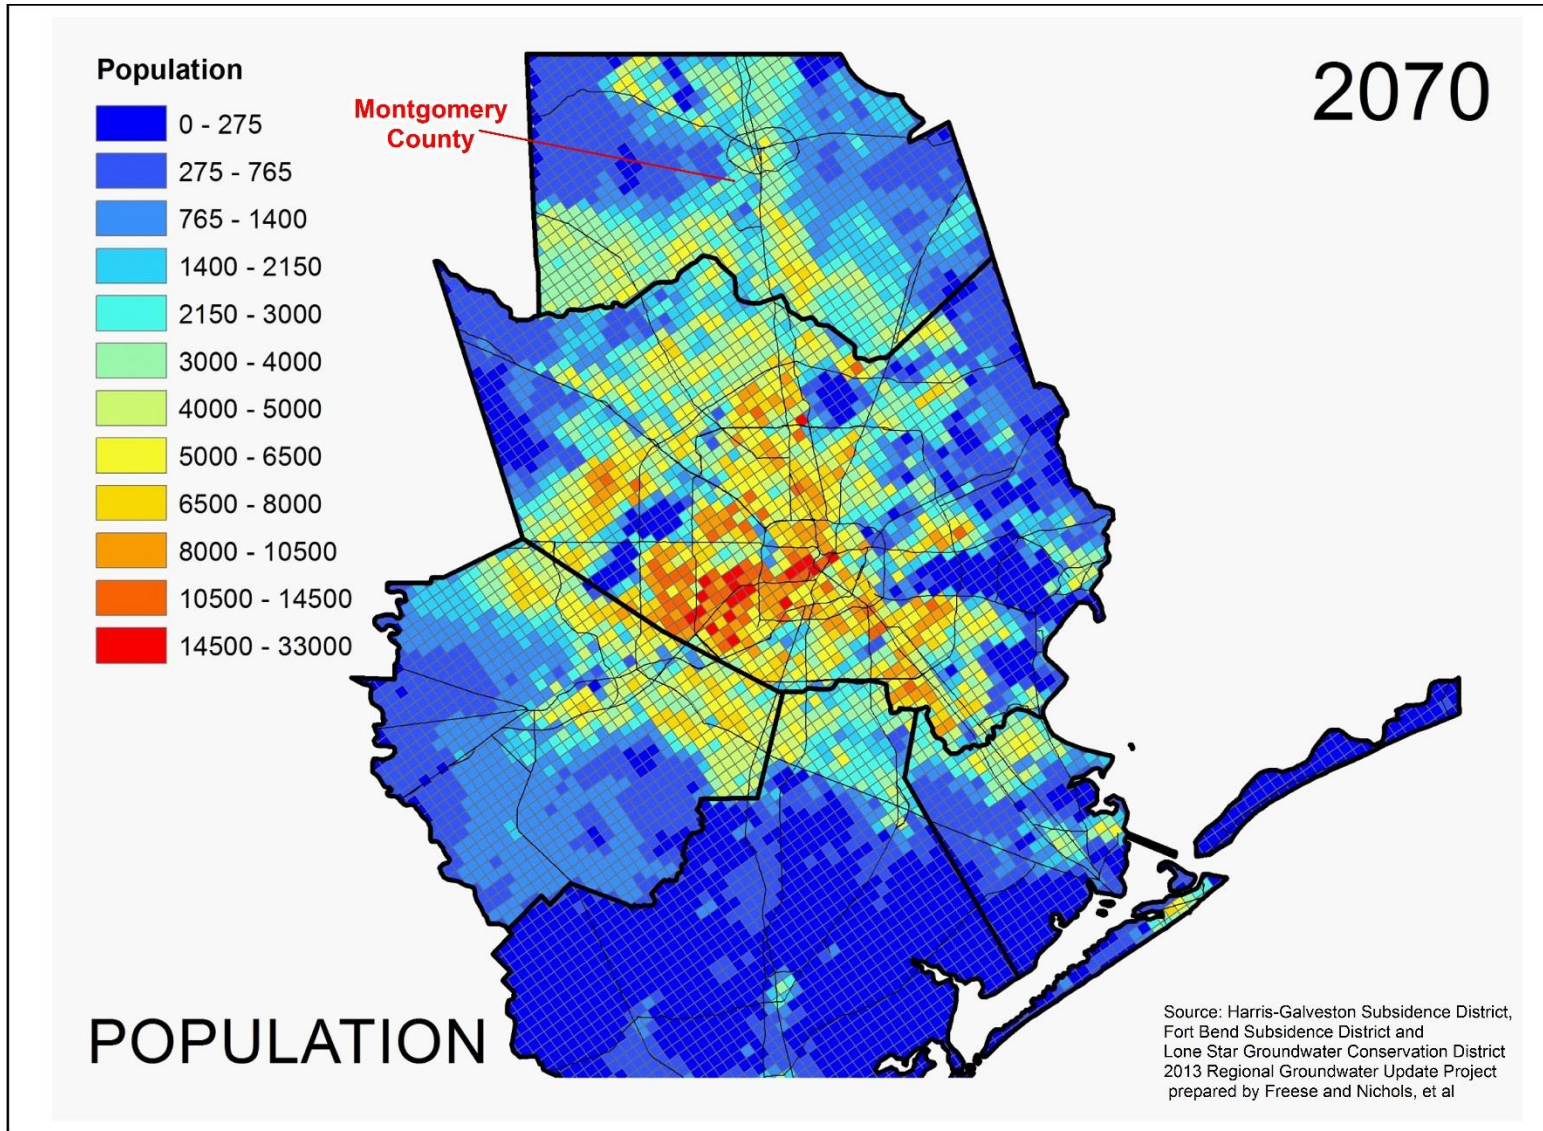 Population
0 - 275
275 - 765
765 - 1400
1400 - 2150
2150 - 3000
3000 - 4000
4000 - 5000
5000 - 6500
6500 - 8000
8000 - 10500
10500 - 14500
14500 - 33000
Montgomery
County
2070
POPULATION
Source: Harris-Galveston Subsidence District,
Fort Bend Subsidence District and
Lone Star Groundwater Conservation District
2013 Regional Groundwater Update Project
prepared by Freese and Nichols, et al